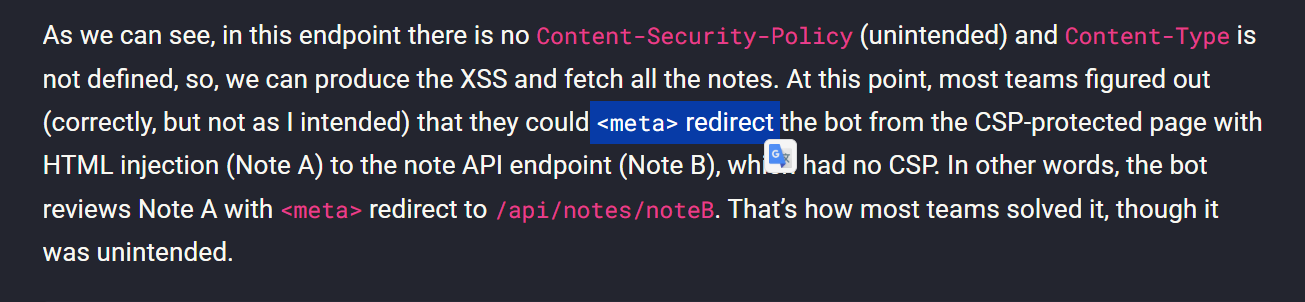 As we can see, in this endpoint there is no Content-Security-Policy (unintended) and Content-Type is
not defined, so, we can produce the XSS and fetch all the notes. At this point, most teams figured out
(correctly, but not as I intended) that they could <meta> redirect the bot from the CSP-protected page with
HTML injection (Note A) to the note API endpoint (Note B), had no CSP. In other words, the bot
reviews Note A with <meta> redirect to /api/notes/noteB. That’s how most teams solved it, though it
was unintended.